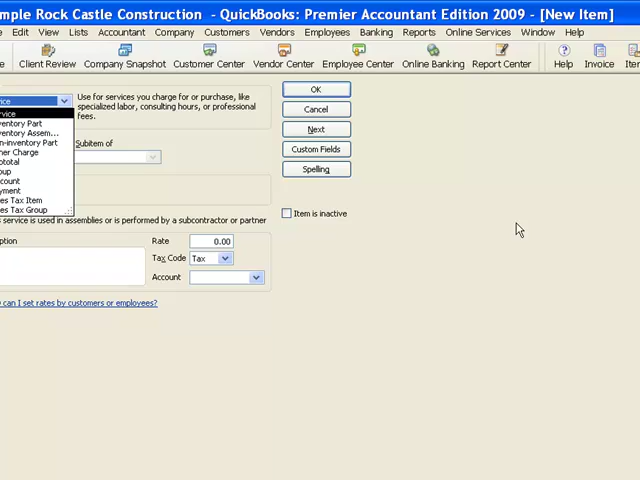 mple Rock Castle Construction - QuickBooks: Premier Accountant Edition 2009 - [New Item]
Edit View Lists Accountant Company Customers Vendors Employees Banking Reports Online Services Window Help
Client Review Company Snapshot Customer Center Vendor Center Employee Center Online Banking Report Center Help Invoice Iter
ice
Use for services you charge for or purchase, like
specialized labor, consulting hours, or professional
fees.
OK
Cancel
Next
Custom Fields
Spelling
rvice
ventory Part
ventory Assem...
n-inventory Part
her Charge
btotal
oup
count
yment
es Tax Item
es Tax Group
Subitem of
Item is inactive
s service is used in assemblies or is performed by a subcontractor or partner
ption
Rate 0.00
Tax Code Tax
Account
can I set rates by customers or employees?